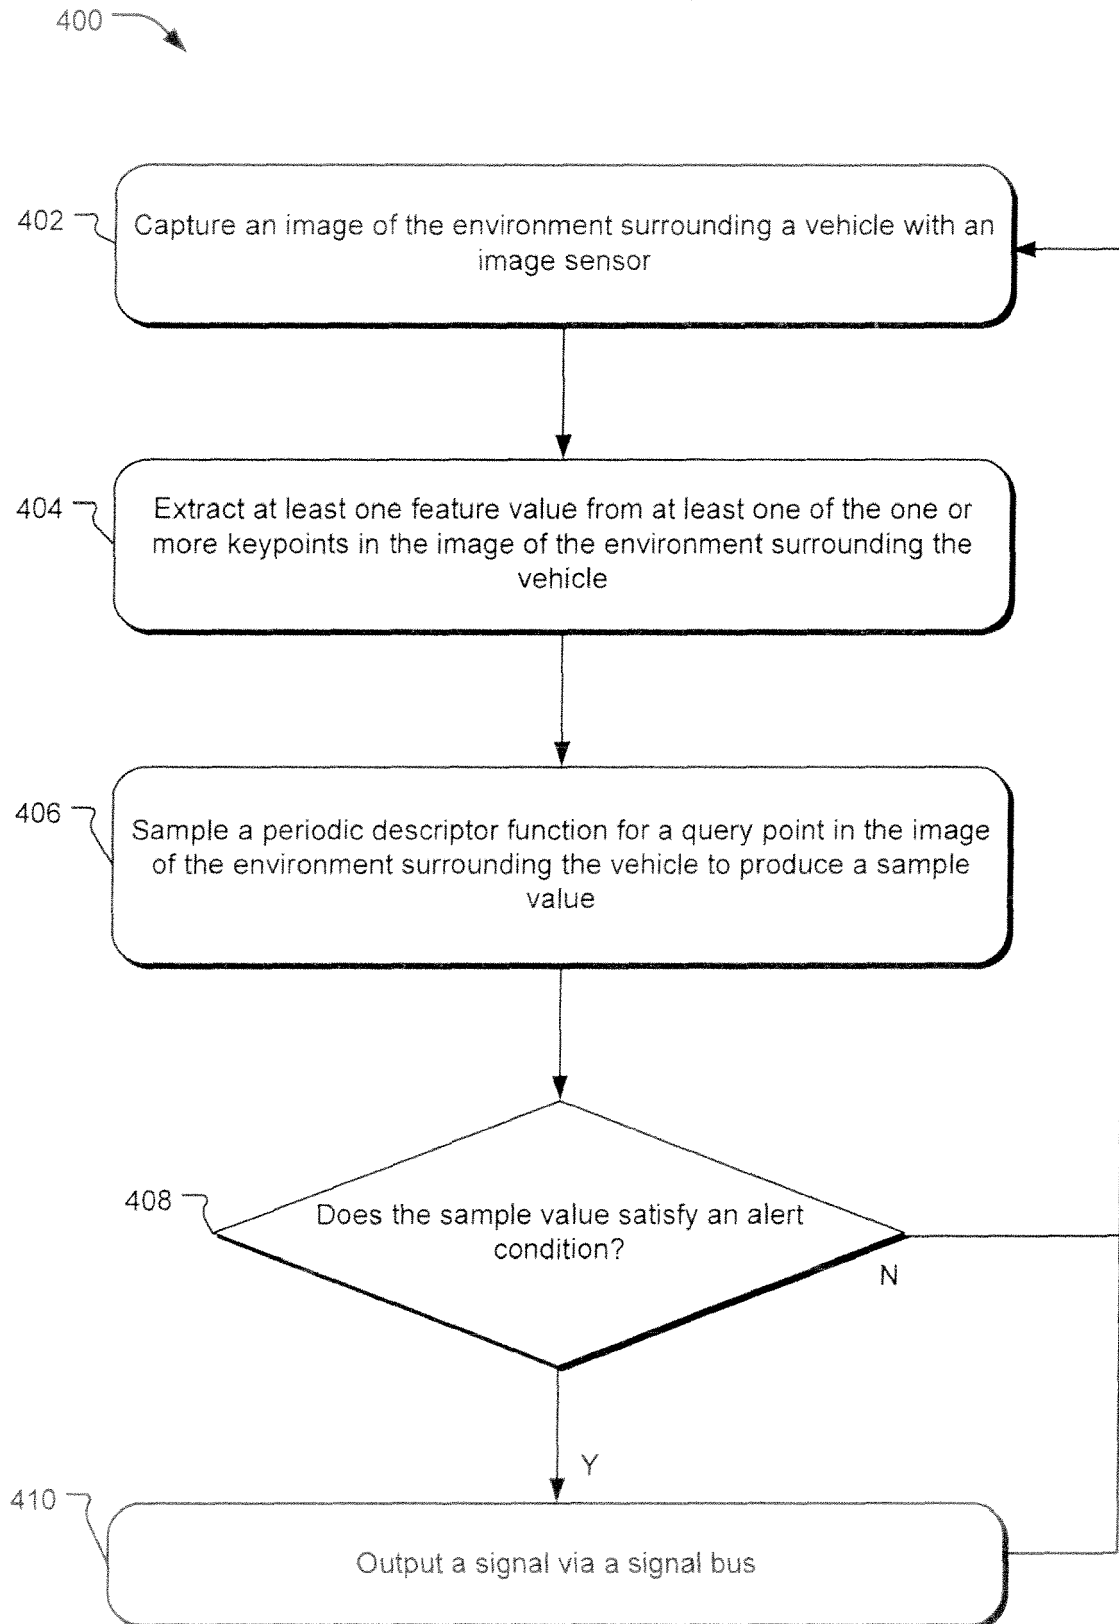 400
402
Capture an image of the environment surrounding a vehicle with an
image sensor
404
Extract at least one feature value from at least one of the one or
more keypoints in the image of the environment surrounding the
vehicle
406
Sample a periodic descriptor function for a query point in the image
of the environment surrounding the vehicle to produce a sample
value
408
Does the sample value satisfy an alert
condition?
N
Y
410
Output a signal via a signal bus